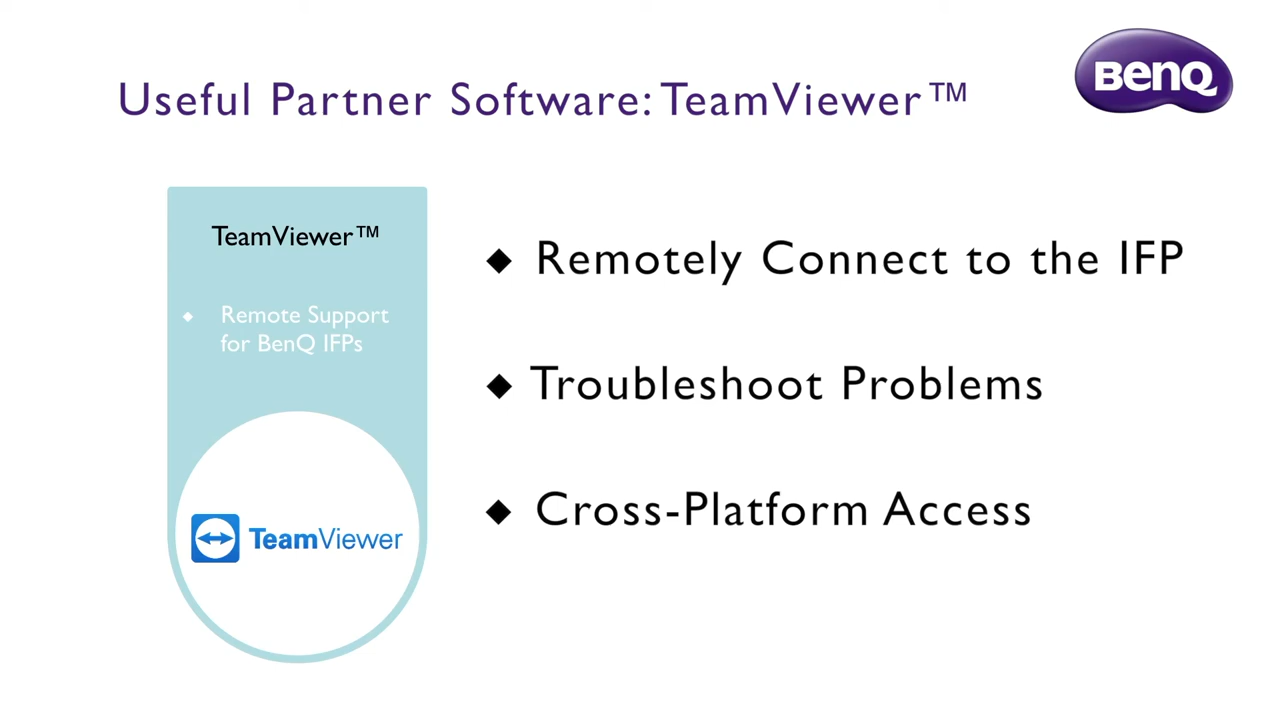 Useful Partner Software: TeamViewer™
BenQ
TeamViewer™
◆ Remote Support
for BenQ IFPs
TeamViewer
◆ Remotely Connect to the IFP
◆ Troubleshoot Problems
◆ Cross-Platform Access